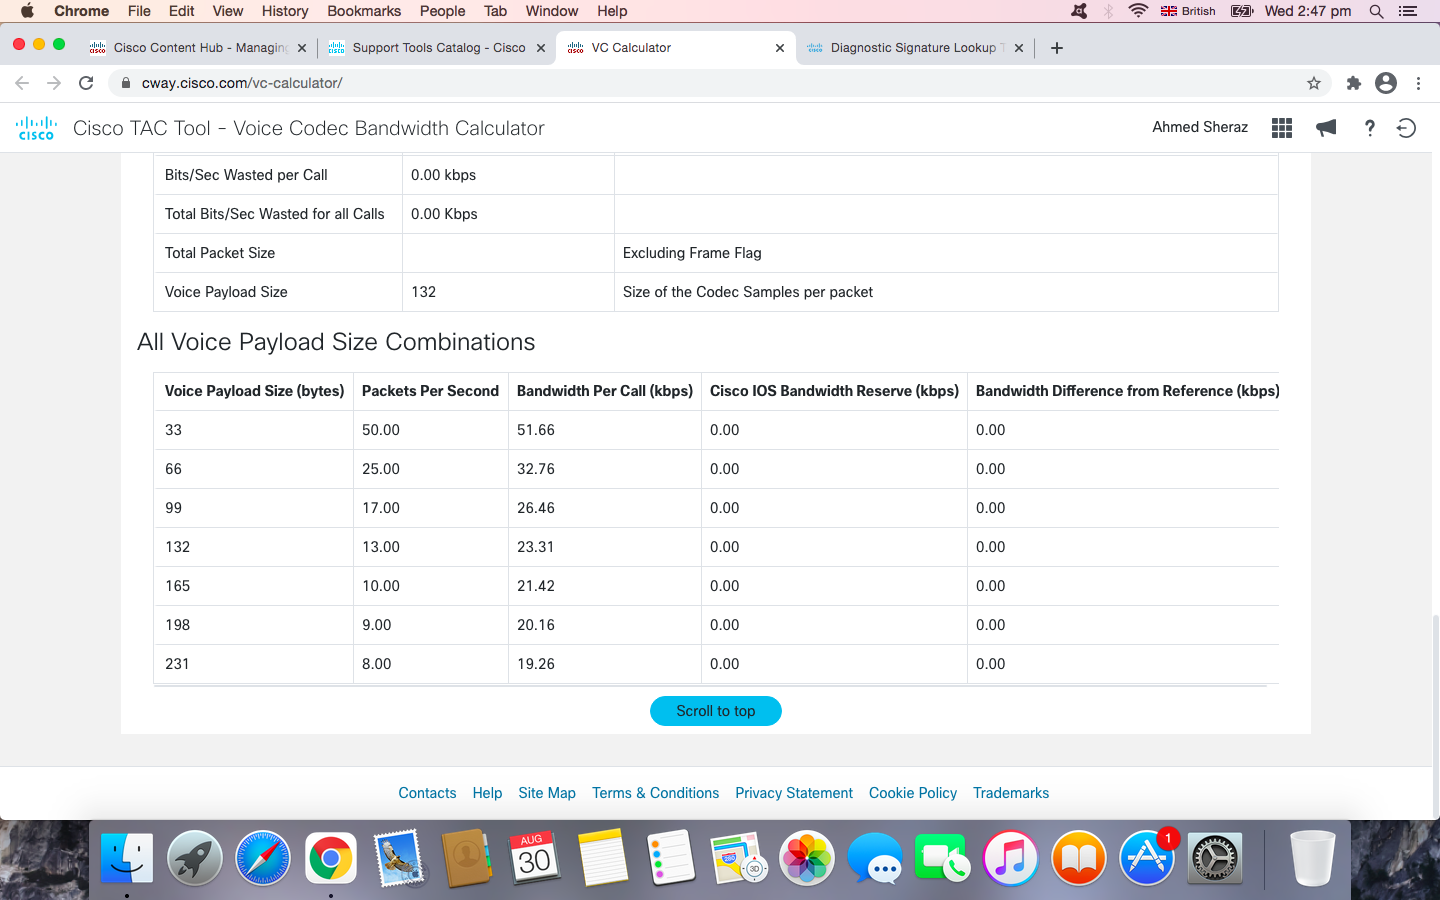 Chrome File Edit View History Bookmarks People Tab Window Help British Wed 2:47 pm
Cisco Content Hub - Managing Support Tools Catalog - Cisco VC Calculator Diagnostic Signature Lookup T
cway.cisco.com/vc-calculator/
CISCO Cisco TAC Tool - Voice Codec Bandwidth Calculator Ahmed Sheraz ?
Bits/Sec Wasted per Call 0.00 kbps
Total Bits/Sec Wasted for all Calls 0.00 Kbps
Total Packet Size Excluding Frame Flag
Voice Payload Size 132 Size of the Codec Samples per packet
All Voice Payload Size Combinations
Voice Payload Size (bytes) Packets Per Second Bandwidth Per Call (kbps) Cisco IOS Bandwidth Reserve (kbps) Bandwidth Difference from Reference (kbps)
33 50.00 51.66 0.00 0.00
66 25.00 32.76 0.00 0.00
99 17.00 26.46 0.00 0.00
132 13.00 23.31 0.00 0.00
165 10.00 21.42 0.00 0.00
198 9.00 20.16 0.00 0.00
231 8.00 19.26 0.00 0.00
Scroll to top
Contacts Help Site Map Terms & Conditions Privacy Statement Cookie Policy Trademarks
AUG
30
3D
1